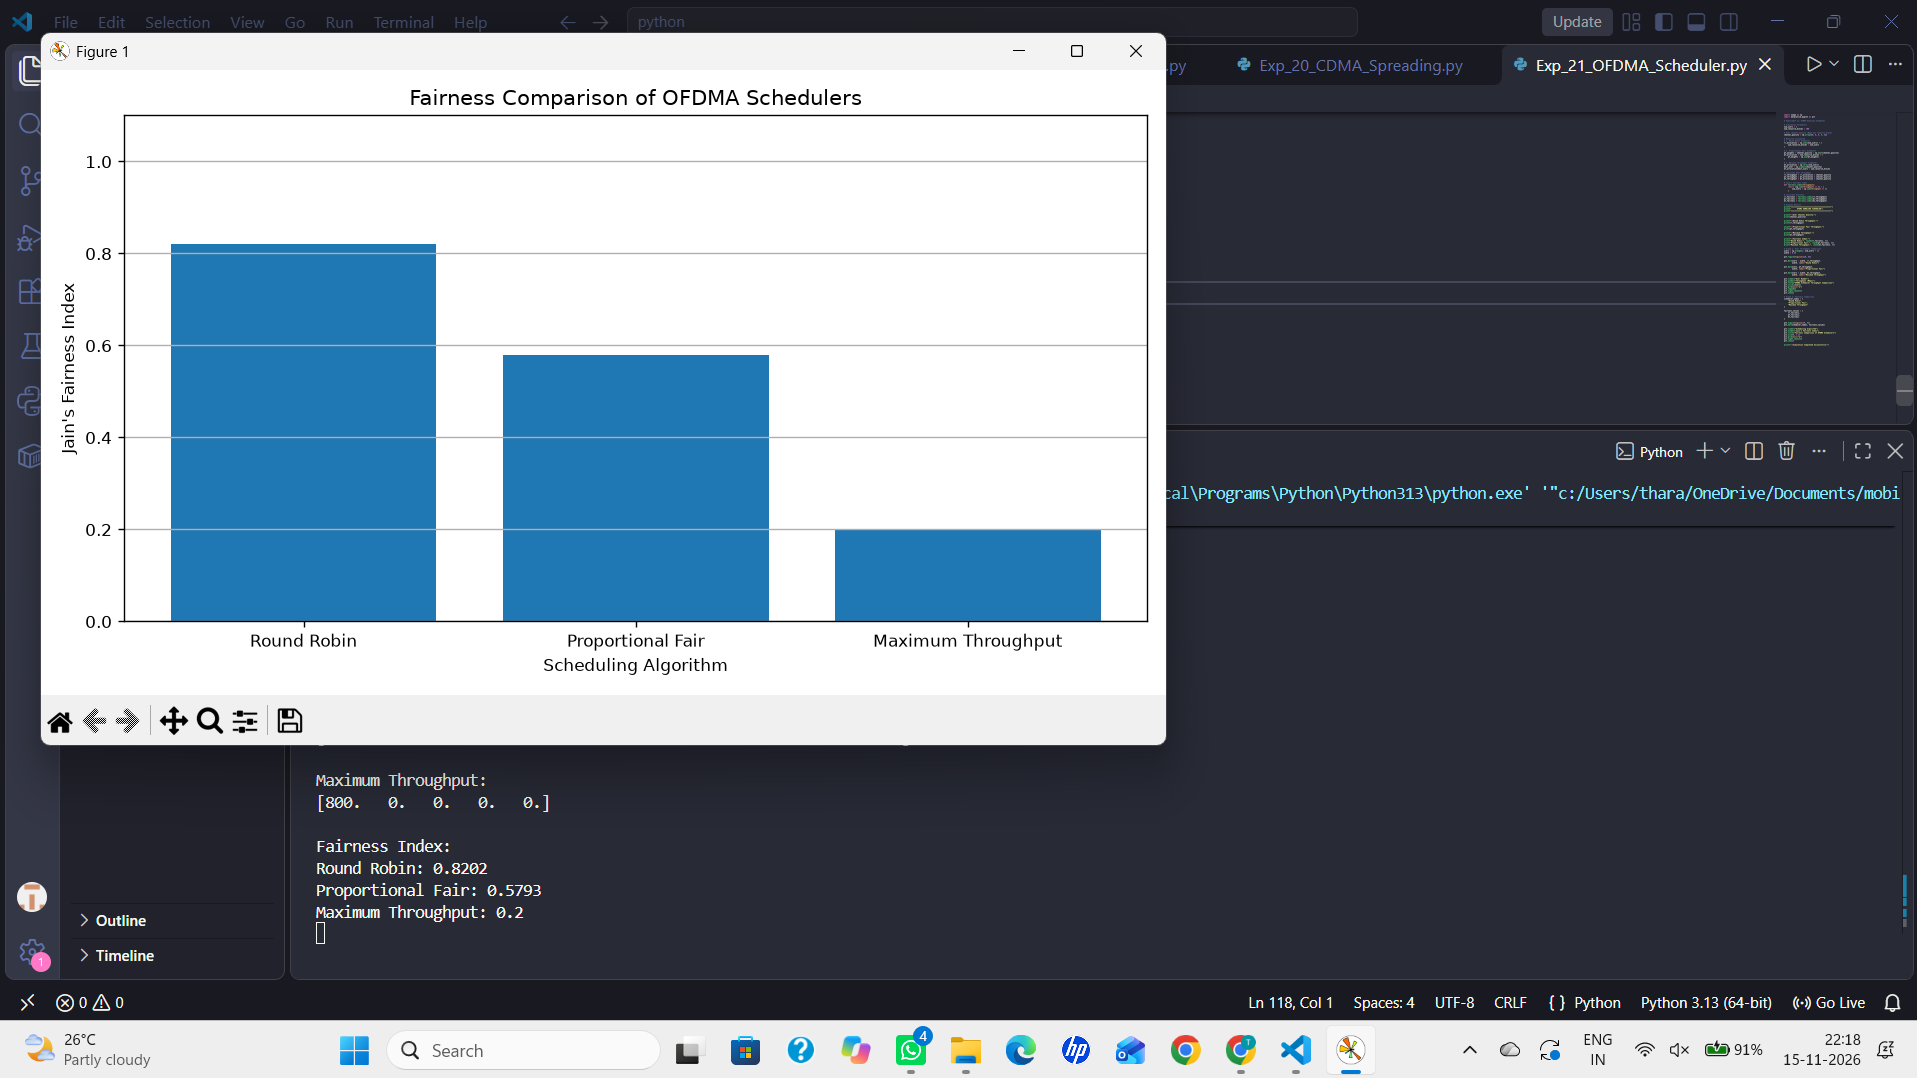 File Edit Selection View Go Run Terminal Help
python
Update
Figure 1
.py
Exp_20_CDMA_Spreading.py
Exp_21_OFDMA_Scheduler.py
Fairness Comparison of OFDMA Schedulers
Jain's Fairness Index
1.0
0.8
0.6
0.4
0.2
0.0
Round Robin
Proportional Fair
Maximum Throughput
Scheduling Algorithm
Python
cal\Programs\Python\Python313\python.exe' '"c:/Users/thara/OneDrive/Documents/mobi
Maximum Throughput:
[800. 0. 0. 0. 0.]
Fairness Index:
Round Robin: 0.8202
Proportional Fair: 0.5793
Maximum Throughput: 0.2
Outline
Timeline
1
0 0
Ln 118, Col 1 Spaces: 4 UTF-8 CRLF { } Python Python 3.13 (64-bit) Go Live
26°C
Partly cloudy
Search
4
hp
T
ENG
IN
91%
22:18
15-11-2026